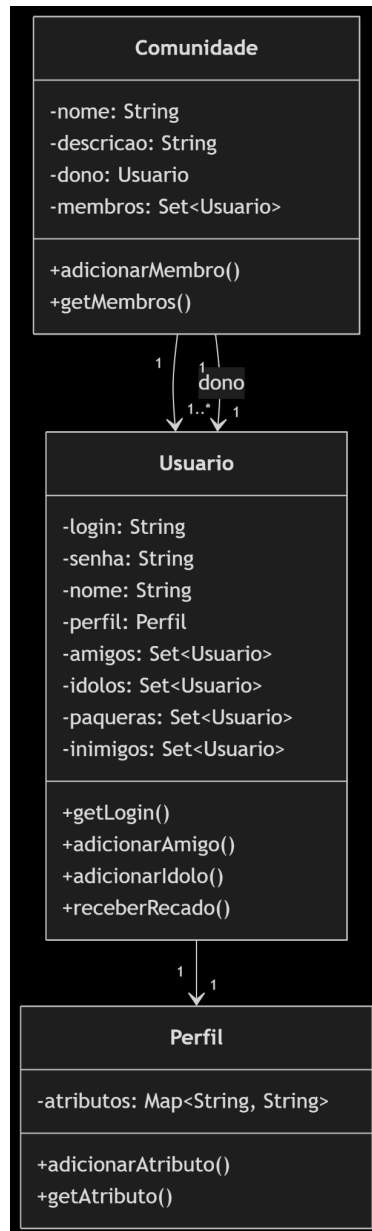 Comunidade
-nome: String
-descricao: String
-dono: Usuario
-membros: Set<Usuario>
+adicionarMembro()
+getMembros()
1
1
dono
1..*
1
Usuario
-login: String
-senha: String
-nome: String
-perfil: Perfil
-amigos: Set<Usuario>
-idolos: Set<Usuario>
-paqueras: Set<Usuario>
-inimigos: Set<Usuario>
+getLogin()
+adicionarAmigo()
+adicionarIdolo()
+receberRecado()
1
1
Perfil
-atributos: Map<String, String>
+adicionarAtributo()
+getAtributo()